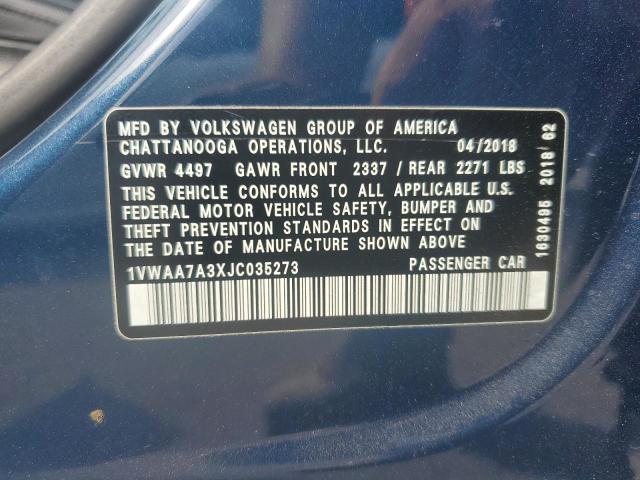 MFD BY VOLKSWAGEN GROUP OF AMERICA
CHATTANOOGA OPERATIONS, LLC. 04/2018
GVWR 4497 GAWR FRONT 2337 / REAR 2271 LBS
THIS VEHICLE CONFORMS TO ALL APPLICABLE U.S.
FEDERAL MOTOR VEHICLE SAFETY, BUMPER AND
THEFT PREVENTION STANDARDS IN EFFECT ON
THE DATE OF MANUFACTURE SHOWN ABOVE
1VWAA7A3XJC035273 PASSENGER CAR
1630495 2018/62